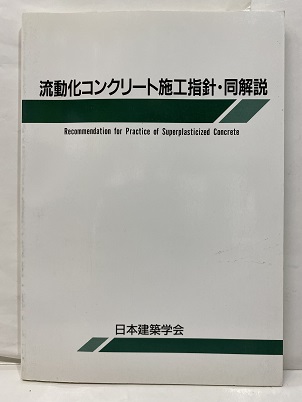 流動化コンクリート施工指針・同解説
Recommendation for Practice of Superplasticized Concrete
日本建築学会